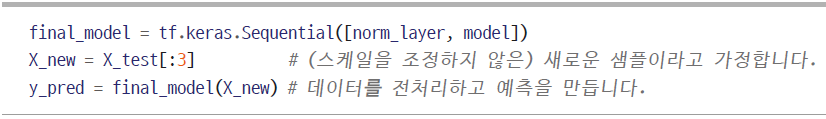 final_model = tf.keras.Sequential([norm_layer, model])
X_new = X_test[:3] # (스케일을 조정하지 않은) 새로운 샘플이라고 가정합니다.
y_pred = final_model(X_new) # 데이터를 전처리하고 예측을 만듭니다.